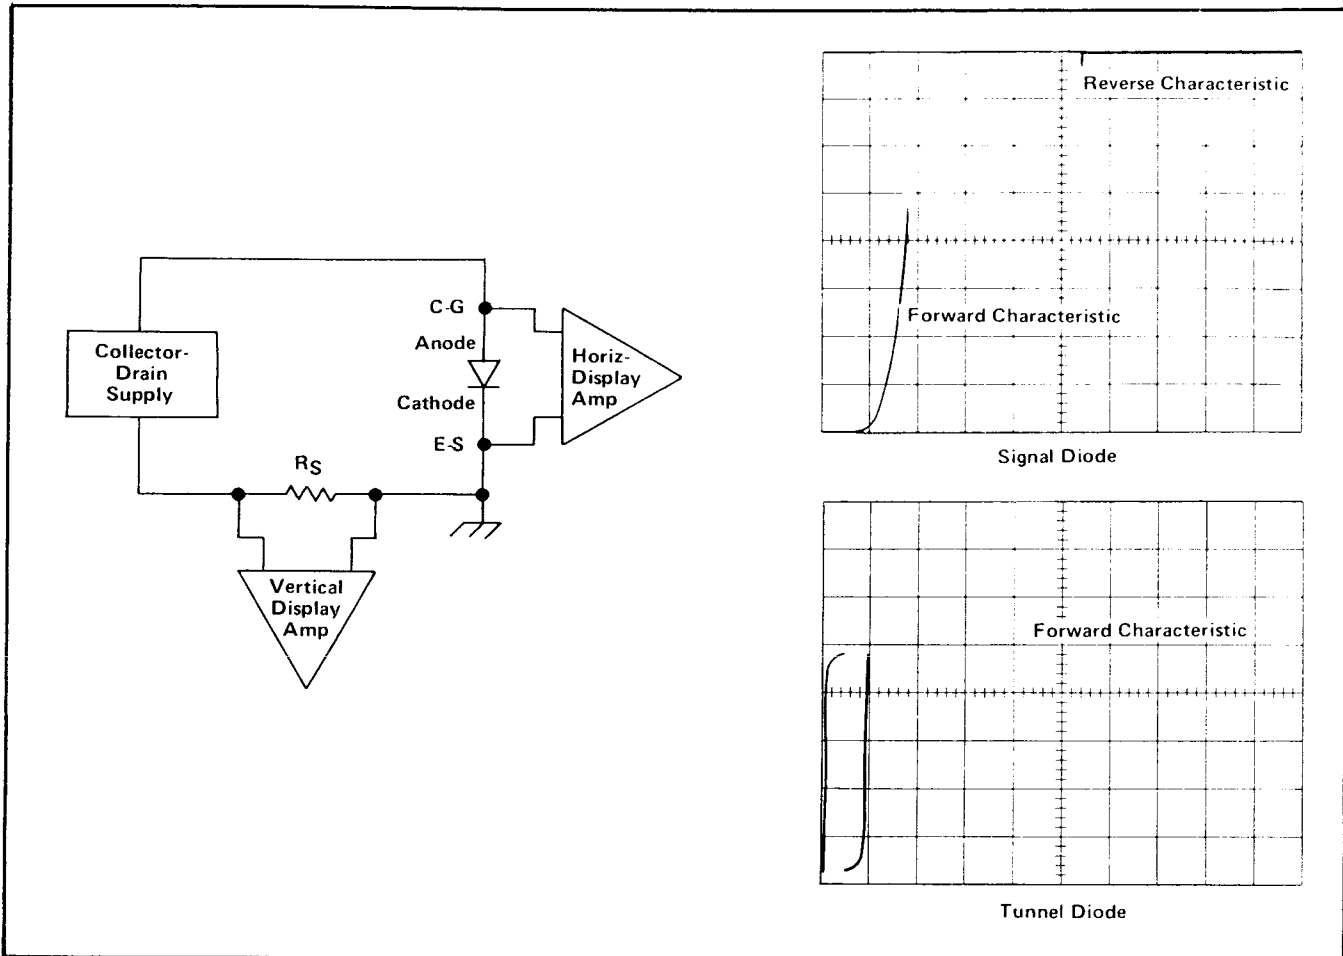 Collector-
Drain
Supply
C-G
Anode
Cathode
E-S
Horiz-
Display
Amp
RS
Vertical
Display
Amp
Reverse Characteristic
Forward Characteristic
Signal Diode
Forward Characteristic
Tunnel Diode